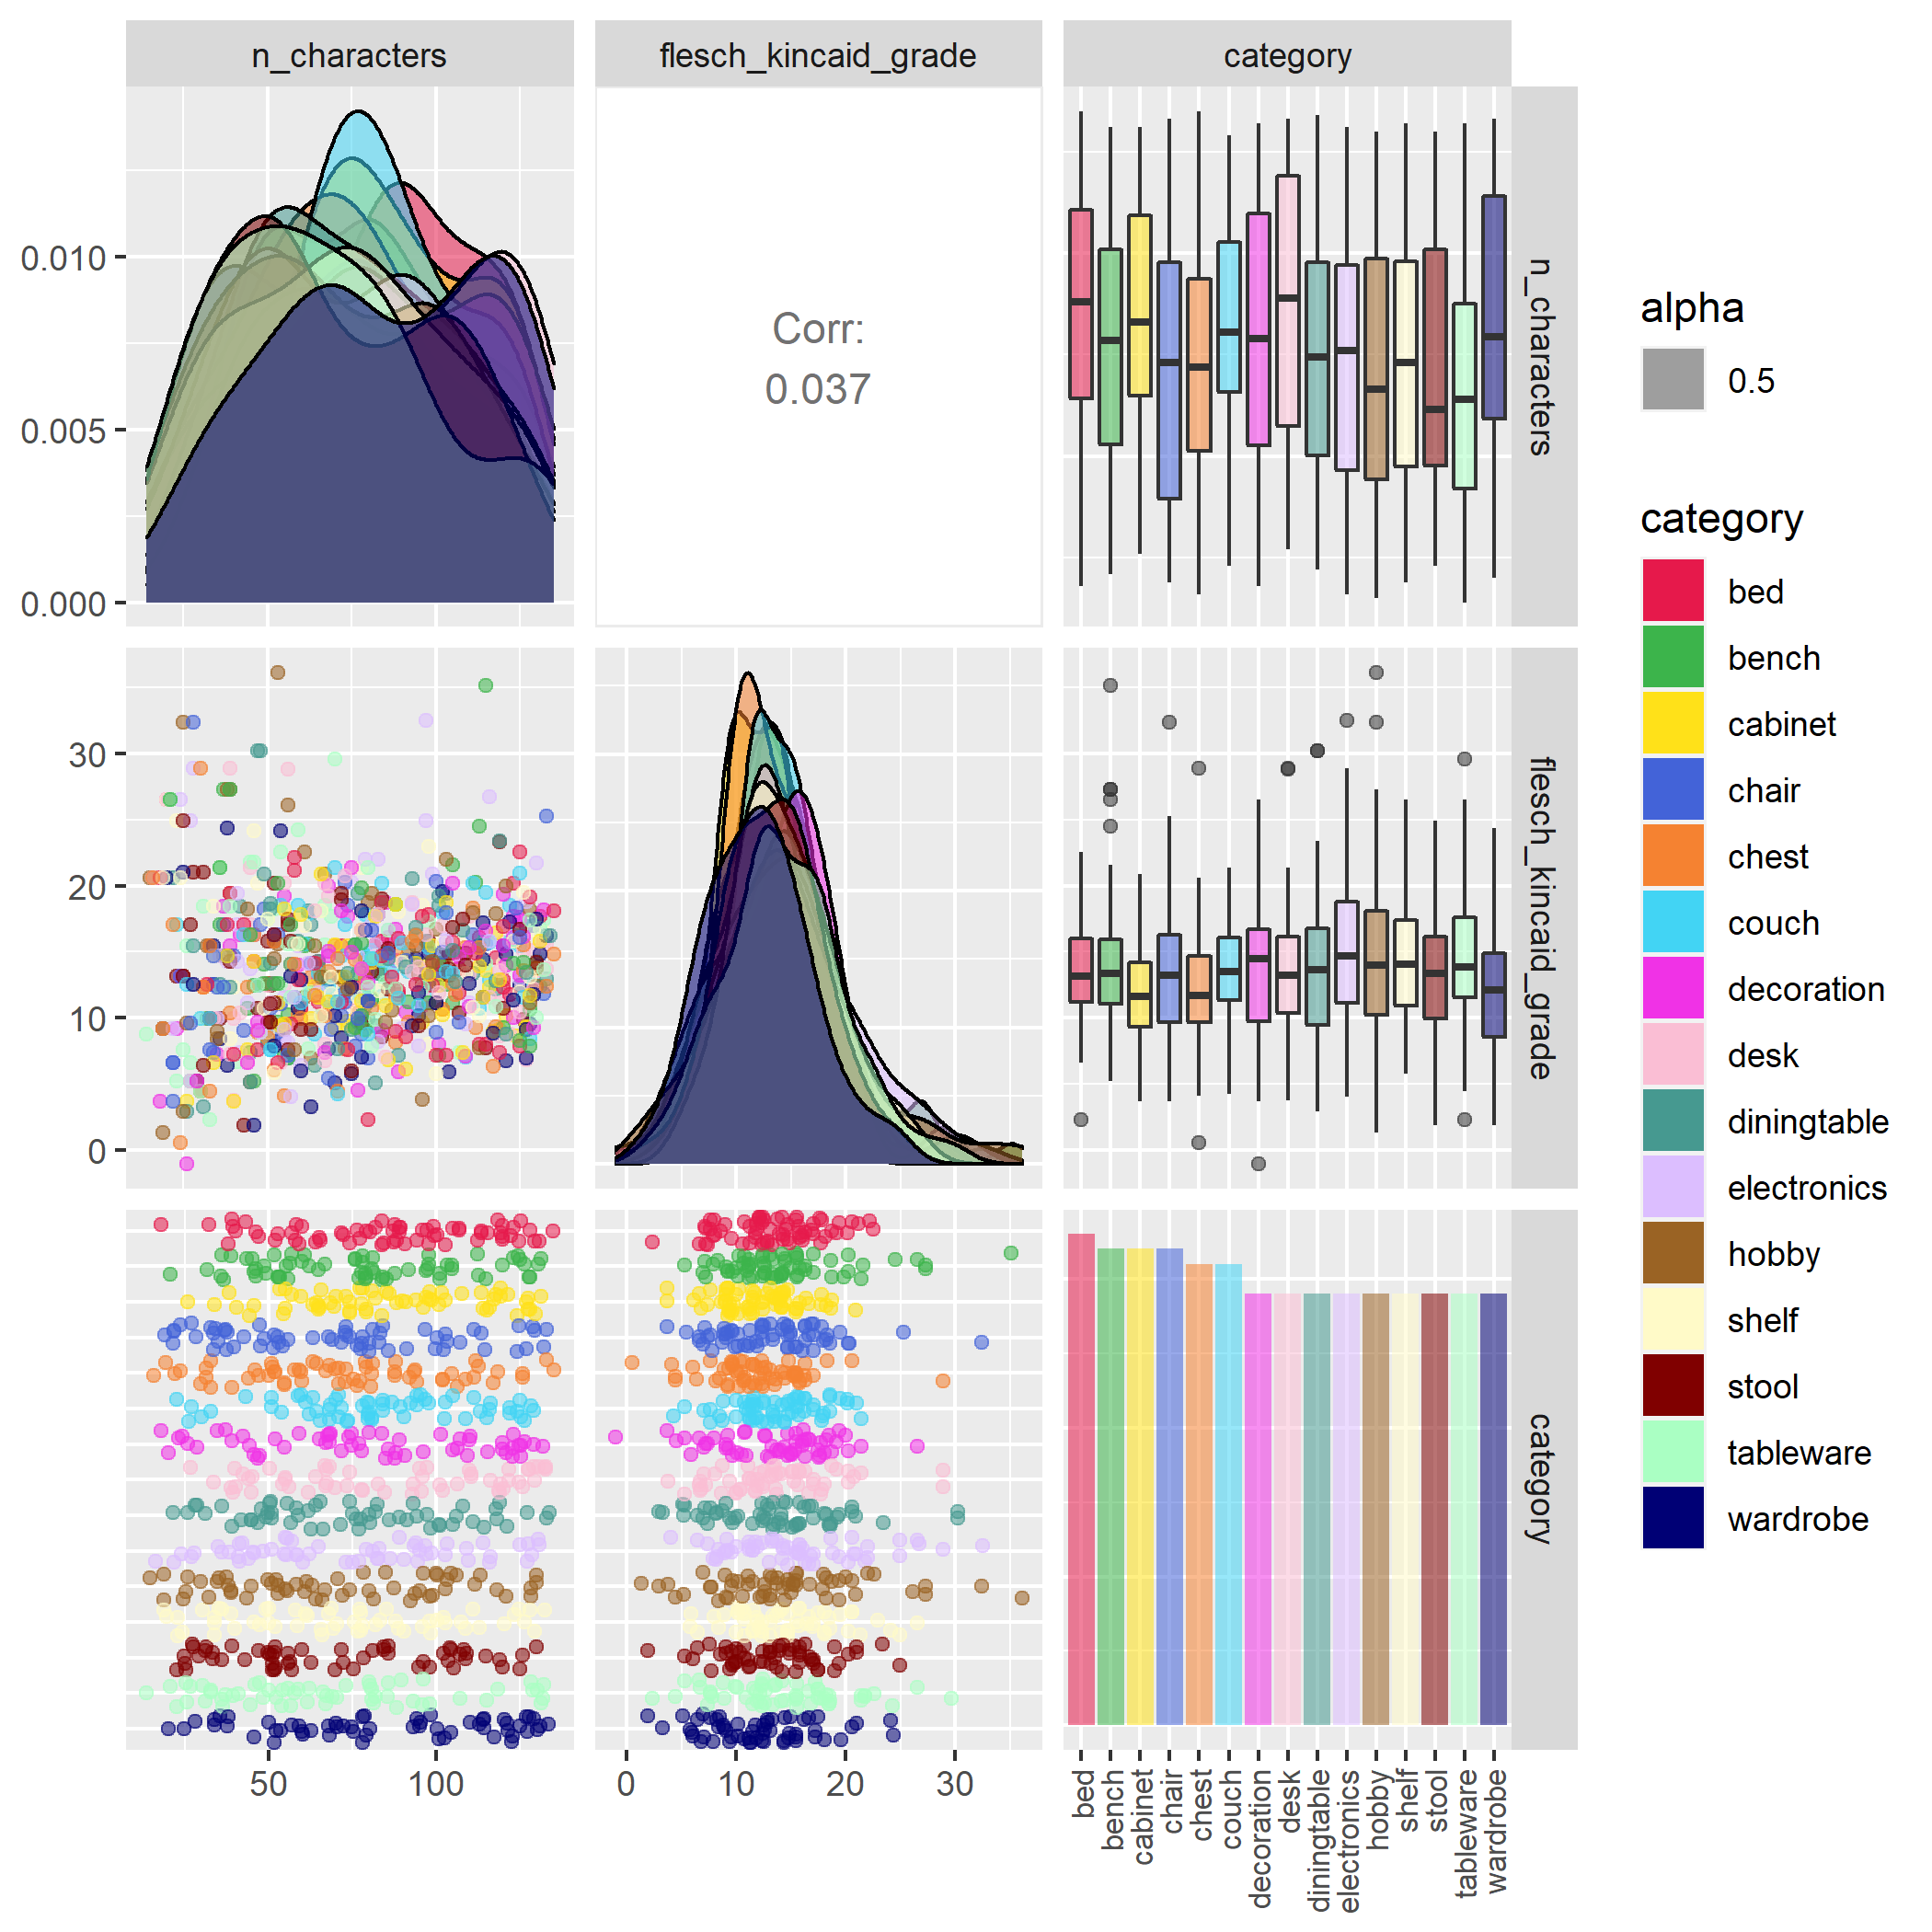 n_characters
flesch_kincaid_grade
category
0.010
0.005
0.000
Corr:
0.037
n_characters
30
20
10
0
flesch_kincaid_grade
category
50
100
0
10
20
30
bed
bench
cabinet
chair
chest
couch
decoration
desk
diningtable
electronics
hobby
shelf
stool
tableware
wardrobe
alpha
0.5
category
bed
bench
cabinet
chair
chest
couch
decoration
desk
diningtable
electronics
hobby
shelf
stool
tableware
wardrobe